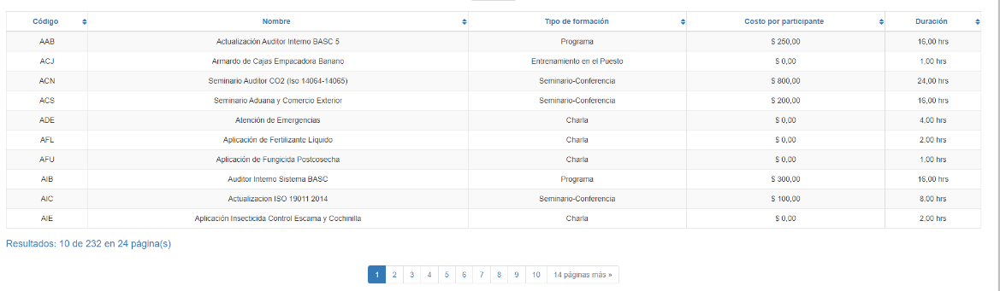 Código Nombre Tipo de formación Costo por participante Duración
AAB Actualización Auditor Interno BASC 5 Programa $ 250,00 16,00 hrs
ACJ Armardo de Cajas Empacadora Banano Entrenamiento en el Puesto $ 0,00 1,00 hrs
ACN Seminario Auditor CO2 (Iso 14064-14065) Seminario-Conferencia $ 800,00 24,00 hrs
ACS Seminario Aduana y Comercio Exterior Seminario-Conferencia $ 200,00 16,00 hrs
ADE Atención de Emergencias Charla $ 0,00 4,00 hrs
AFL Aplicación de Fertilizante Líquido Charla $ 0,00 2,00 hrs
AFU Aplicación de Fungicida Postcosecha Charla $ 0,00 1,00 hrs
AIB Auditor Interno Sistema BASC Programa $ 300,00 16,00 hrs
AIC Actualizacion ISO 19011 2014 Seminario-Conferencia $ 100,00 8,00 hrs
AIE Aplicación Insecticida Control Escama y Cochinilla Charla $ 0,00 2,00 hrs
Resultados: 10 de 232 en 24 página(s)
1 2 3 4 5 6 7 8 9 10 14 páginas más »